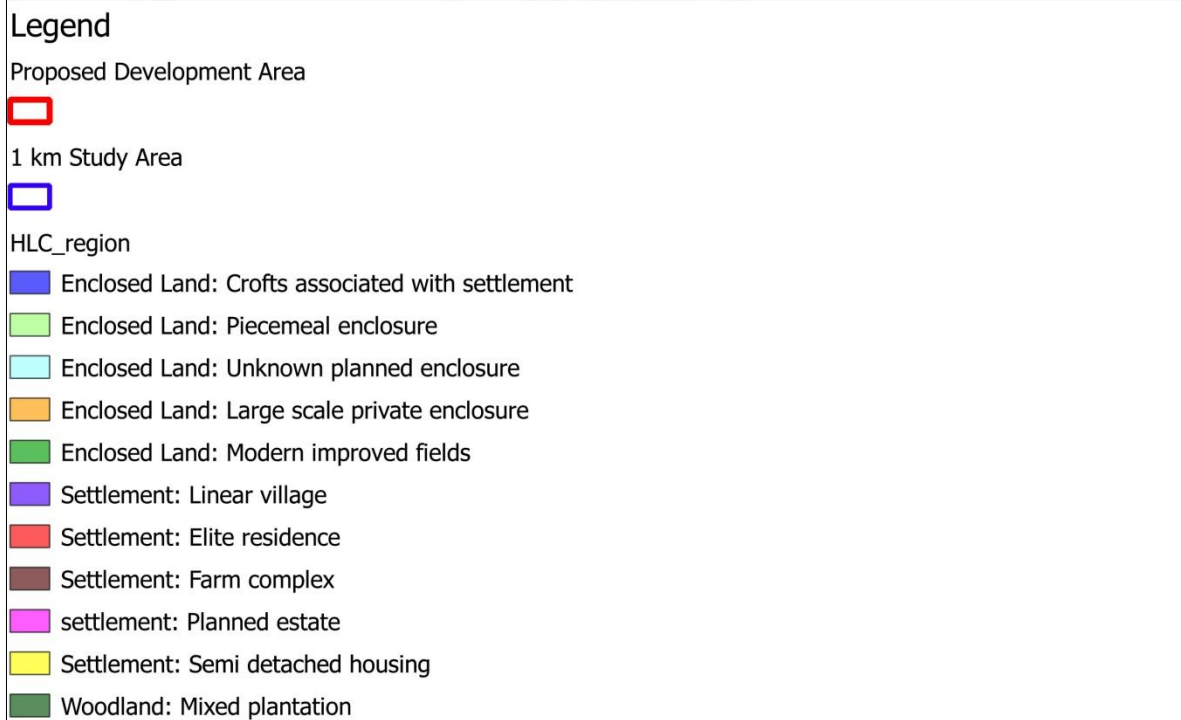 Legend
Proposed Development Area
1 km Study Area
HLC_region
Enclosed Land: Crofts associated with settlement
Enclosed Land: Piecemeal enclosure
Enclosed Land: Unknown planned enclosure
Enclosed Land: Large scale private enclosure
Enclosed Land: Modern improved fields
Settlement: Linear village
Settlement: Elite residence
Settlement: Farm complex
settlement: Planned estate
Settlement: Semi detached housing
Woodland: Mixed plantation